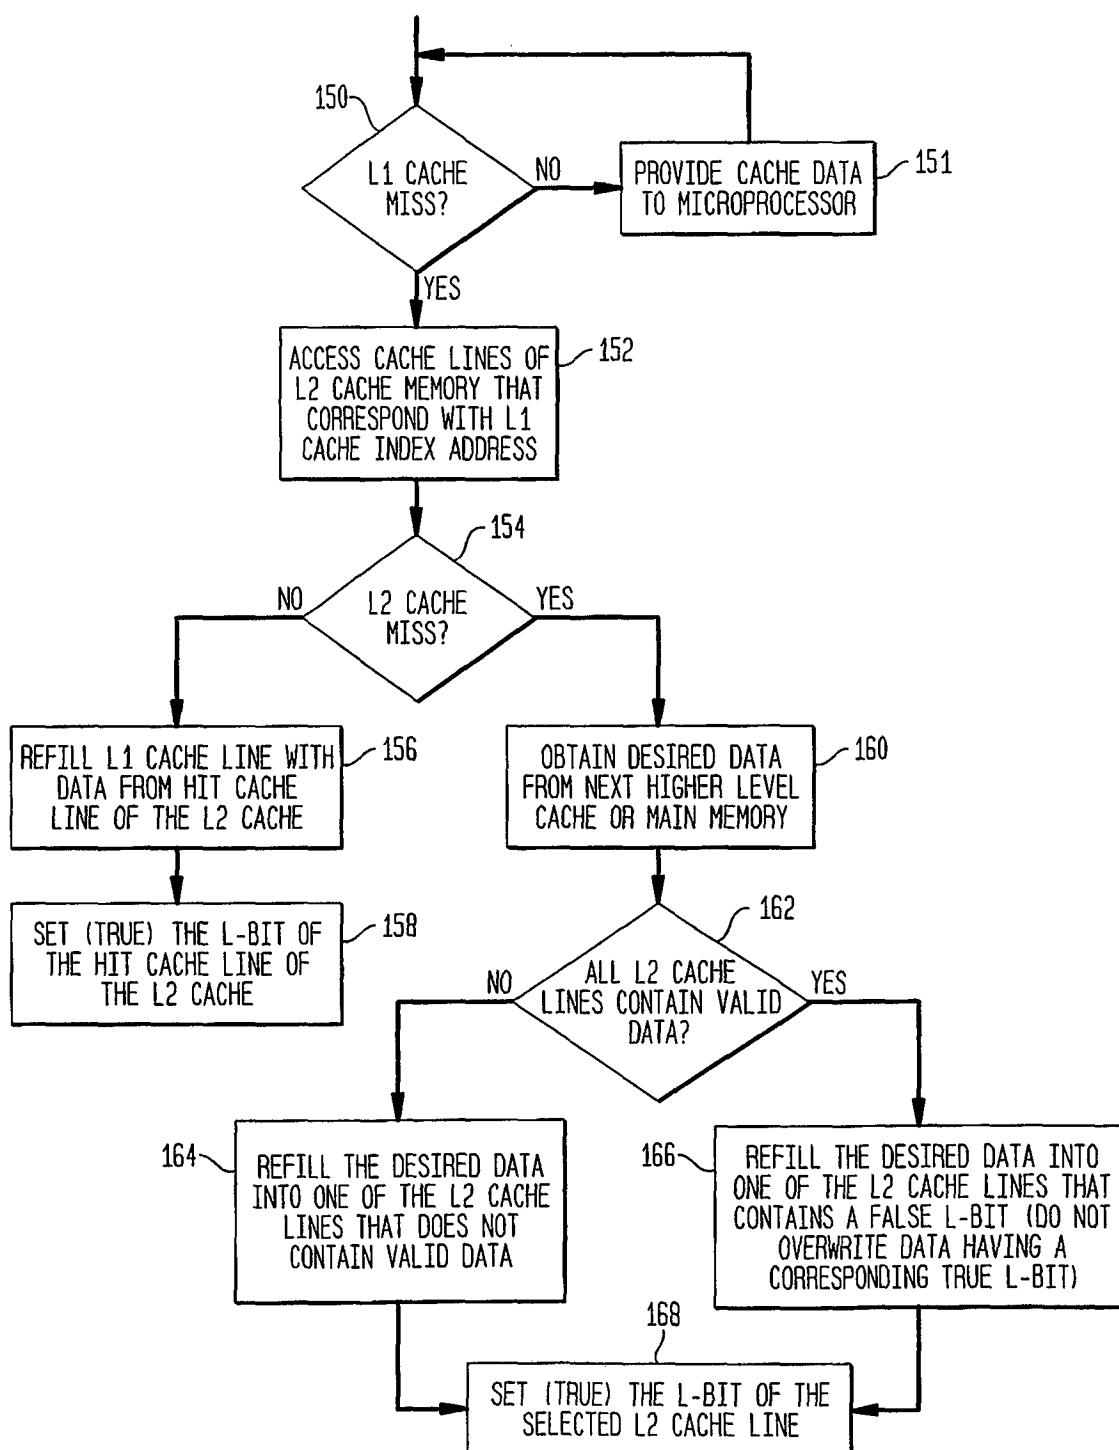 150
L1 CACHE
MISS?
NO
PROVIDE CACHE DATA
TO MICROPROCESSOR
151
YES
ACCESS CACHE LINES OF
L2 CACHE MEMORY THAT
CORRESPOND WITH L1
CACHE INDEX ADDRESS
152
154
NO
L2 CACHE
MISS?
YES
REFILL L1 CACHE LINE WITH
DATA FROM HIT CACHE
LINE OF THE L2 CACHE
156
OBTAIN DESIRED DATA
FROM NEXT HIGHER LEVEL
CACHE OR MAIN MEMORY
160
SET (TRUE) THE L-BIT OF
THE HIT CACHE LINE OF
THE L2 CACHE
158
162
NO
ALL L2 CACHE
LINES CONTAIN VALID
DATA?
YES
164
REFILL THE DESIRED DATA
INTO ONE OF THE L2 CACHE
LINES THAT DOES NOT
CONTAIN VALID DATA
166
REFILL THE DESIRED DATA INTO
ONE OF THE L2 CACHE LINES THAT
CONTAINS A FALSE L-BIT (DO NOT
OVERWRITE DATA HAVING A
CORRESPONDING TRUE L-BIT)
168
SET (TRUE) THE L-BIT OF THE
SELECTED L2 CACHE LINE